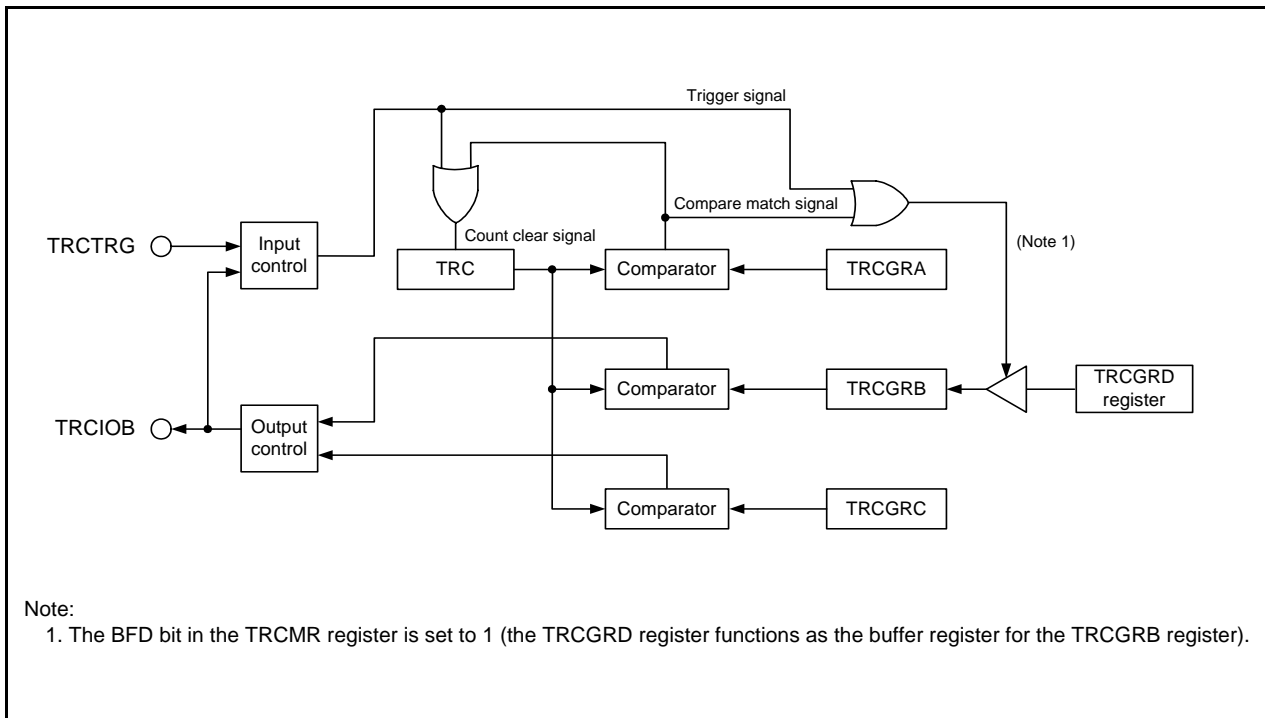 Trigger signal
Compare match signal
TRCTRG
Input
control
Count clear signal
(Note 1)
TRC
Comparator
TRCGRA
TRCIOB
Output
control
Comparator
TRCGRB
TRCGRD
register
Comparator
TRCGRC
Note:
1. The BFD bit in the TRCMR register is set to 1 (the TRCGRD register functions as the buffer register for the TRCGRB register).